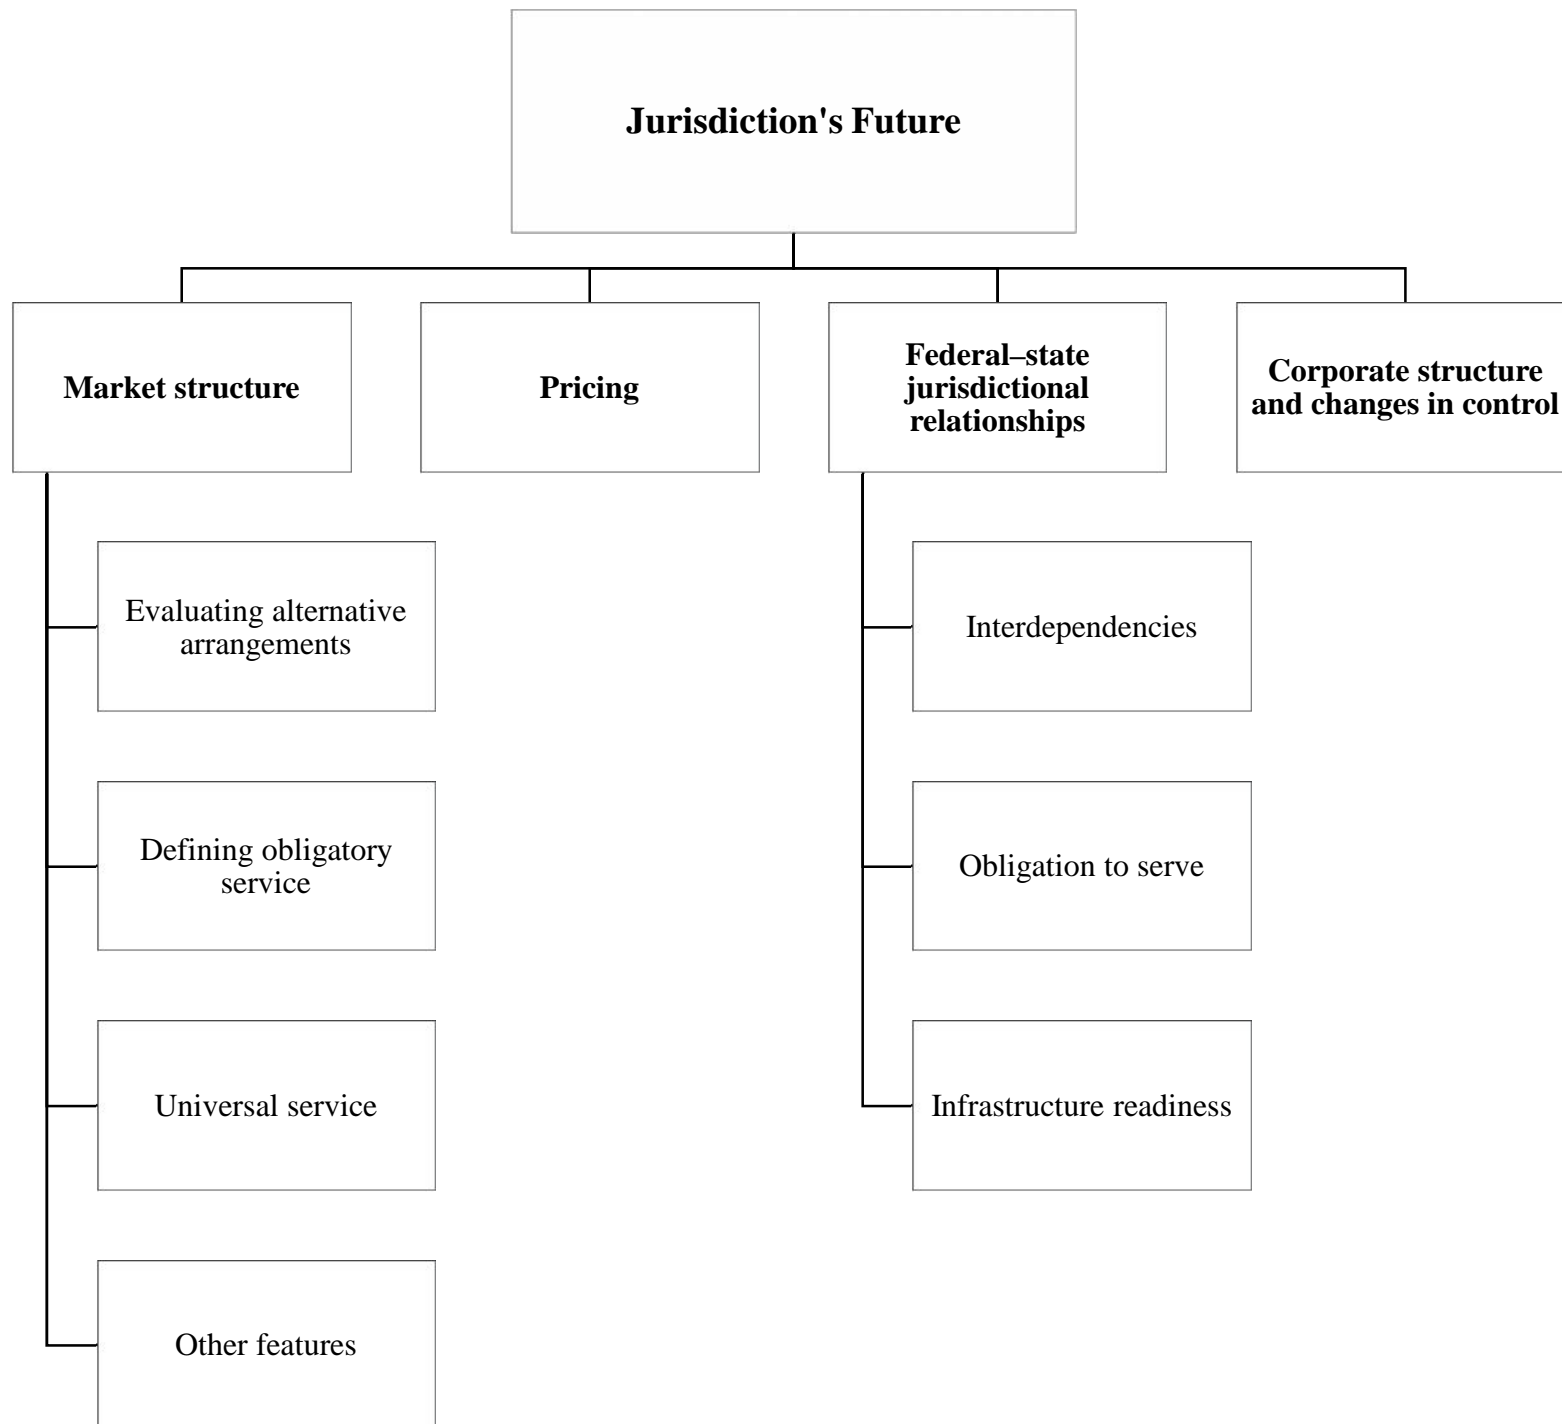 Jurisdiction's Future
Market structure
Pricing
Federal–state
jurisdictional
relationships
Corporate structure
and changes in control
Evaluating alternative
arrangements
Defining obligatory
service
Universal service
Other features
Interdependencies
Obligation to serve
Infrastructure readiness